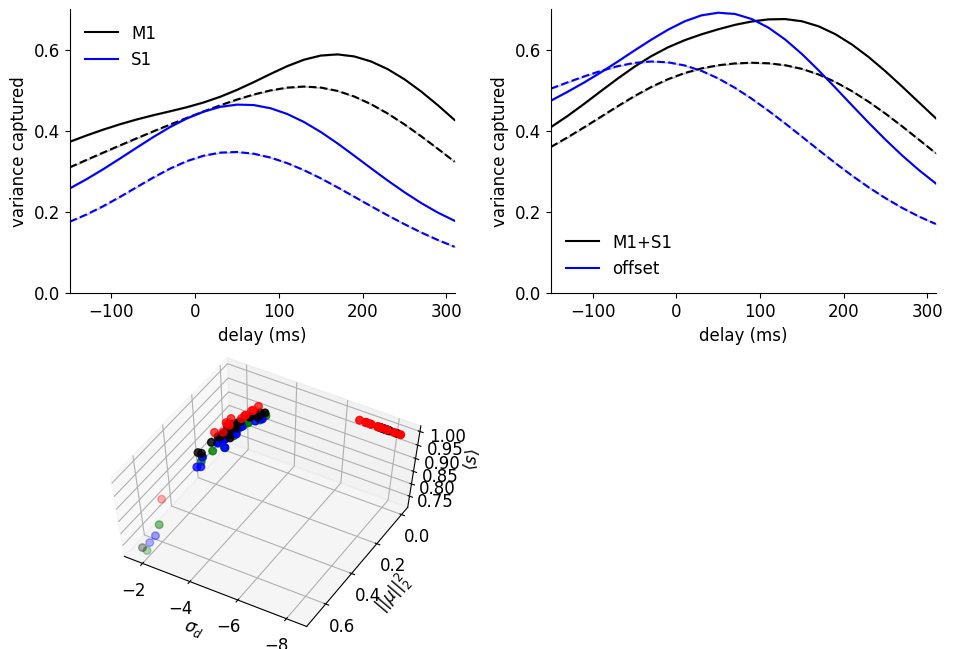 variance captured
0.6
0.4
0.2
0.0
M1
S1
−100 0 100 200 300
delay (ms)
variance captured
0.6
0.4
0.2
0.0
M1+S1
offset
−100 0 100 200 300
delay (ms)
1.00
0.95
0.90
0.85
0.80
0.75
⟨s⟩
0.0
0.2
0.4
0.6
||μ||₂²
−2
−4
−6
−8
σ_d